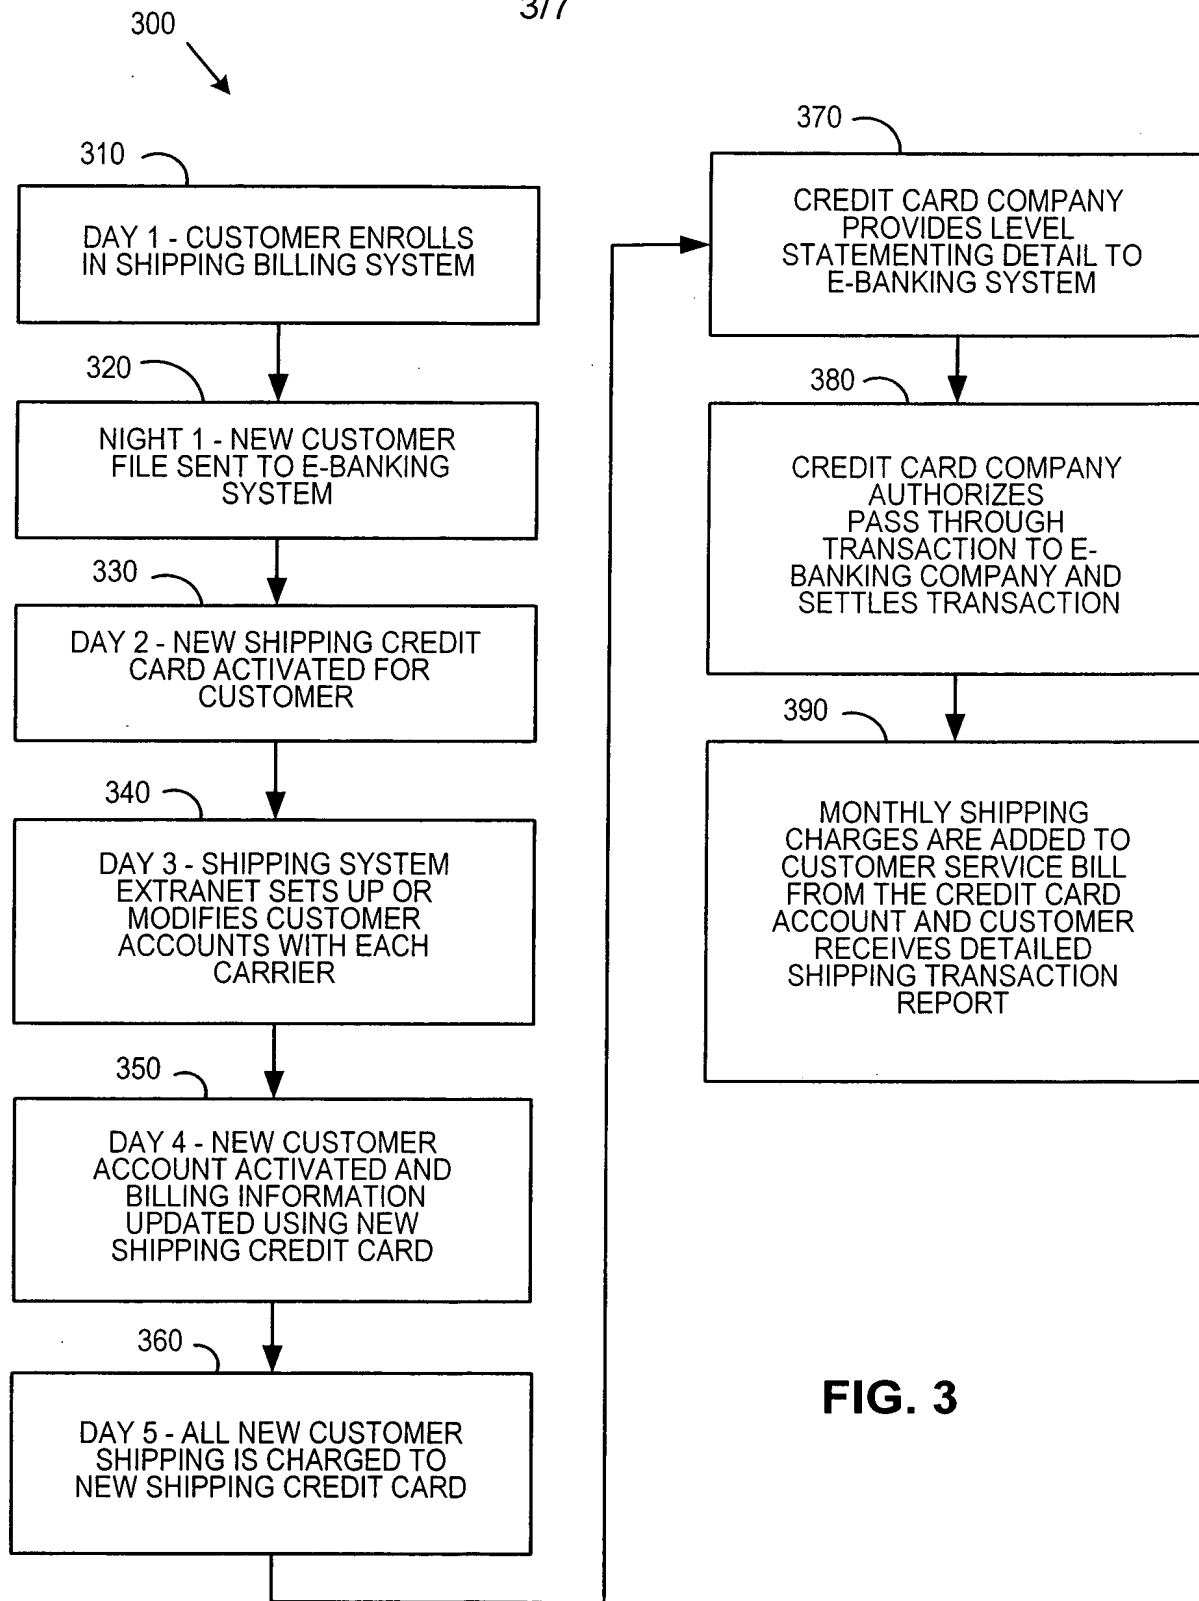 3/7
300
310
DAY 1 - CUSTOMER ENROLLS
IN SHIPPING BILLING SYSTEM
320
NIGHT 1 - NEW CUSTOMER
FILE SENT TO E-BANKING
SYSTEM
330
DAY 2 - NEW SHIPPING CREDIT
CARD ACTIVATED FOR
CUSTOMER
340
DAY 3 - SHIPPING SYSTEM
EXTRANET SETS UP OR
MODIFIES CUSTOMER
ACCOUNTS WITH EACH
CARRIER
350
DAY 4 - NEW CUSTOMER
ACCOUNT ACTIVATED AND
BILLING INFORMATION
UPDATED USING NEW
SHIPPING CREDIT CARD
360
DAY 5 - ALL NEW CUSTOMER
SHIPPING IS CHARGED TO
NEW SHIPPING CREDIT CARD
370
CREDIT CARD COMPANY
PROVIDES LEVEL
STATEMENTING DETAIL TO
E-BANKING SYSTEM
380
CREDIT CARD COMPANY
AUTHORIZES
PASS THROUGH
TRANSACTION TO E-
BANKING COMPANY AND
SETTLES TRANSACTION
390
MONTHLY SHIPPING
CHARGES ARE ADDED TO
CUSTOMER SERVICE BILL
FROM THE CREDIT CARD
ACCOUNT AND CUSTOMER
RECEIVES DETAILED
SHIPPING TRANSACTION
REPORT
FIG. 3